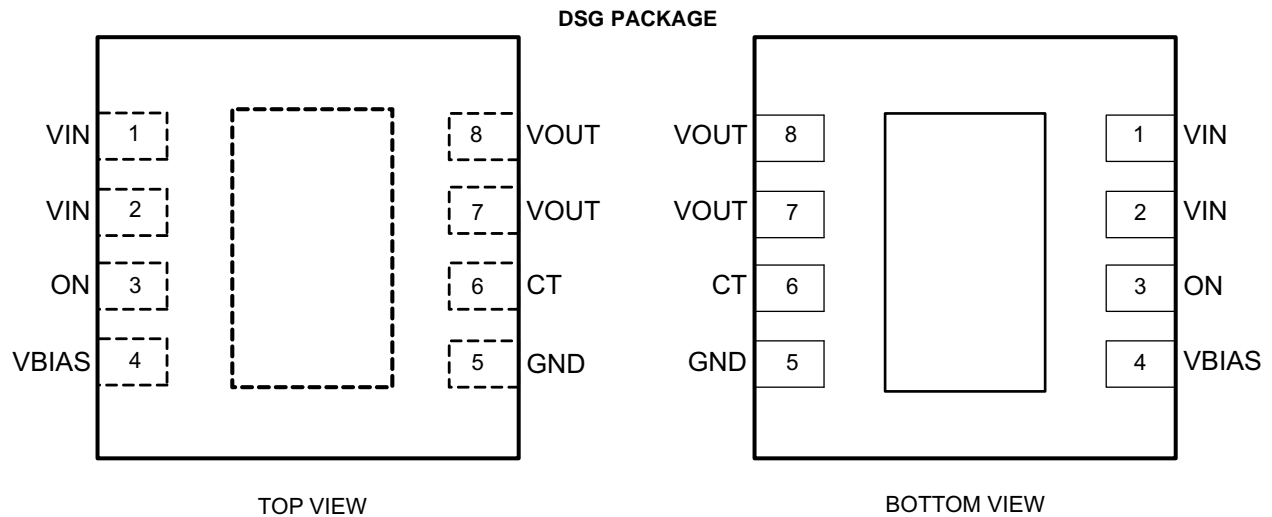 DSG PACKAGE
VIN 1 8 VOUT
VIN 2 7 VOUT
ON 3 6 CT
VBIAS 4 5 GND
TOP VIEW
VOUT 8 1 VIN
VOUT 7 2 VIN
CT 6 3 ON
GND 5 4 VBIAS
BOTTOM VIEW